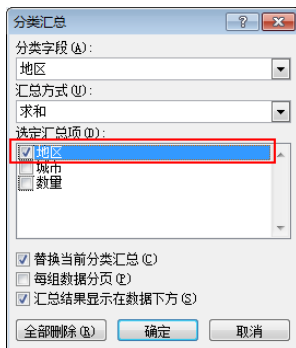 分类汇总
分类字段(A):
地区
汇总方式(U):
求和
选定汇总项(D):
地区
城市
数量
替换当前分类汇总(C)
每组数据分页(P)
汇总结果显示在数据下方(S)
全部删除(R) 确定 取消